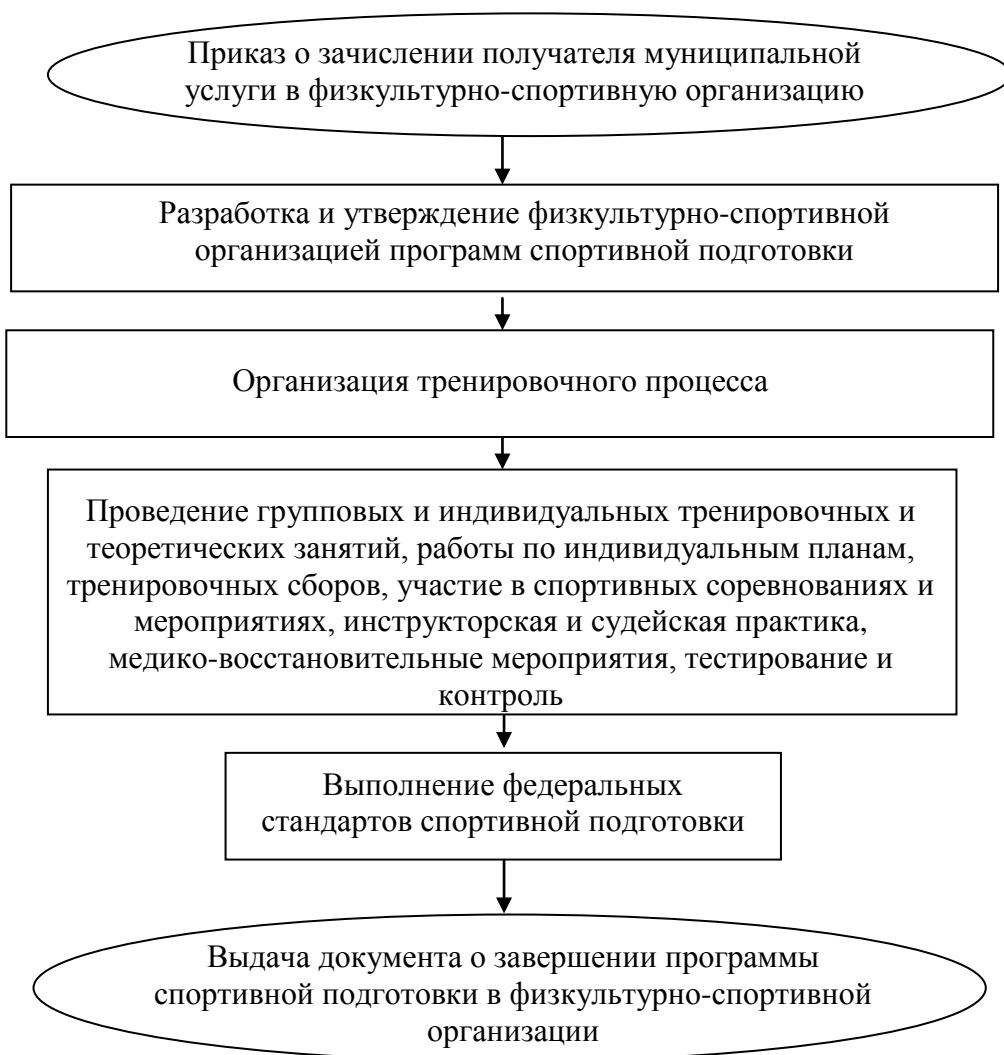 Приказ о зачислении получателя муниципальной
услуги в физкультурно-спортивную организацию
Разработка и утверждение физкультурно-спортивной
организацией программ спортивной подготовки
Организация тренировочного процесса
Проведение групповых и индивидуальных тренировочных и
теоретических занятий, работы по индивидуальным планам,
тренировочных сборов, участие в спортивных соревнованиях и
мероприятиях, инструкторская и судейская практика,
медико-восстановительные мероприятия, тестирование и
контроль
Выполнение федеральных
стандартов спортивной подготовки
Выдача документа о завершении программы
спортивной подготовки в физкультурно-спортивной
организации